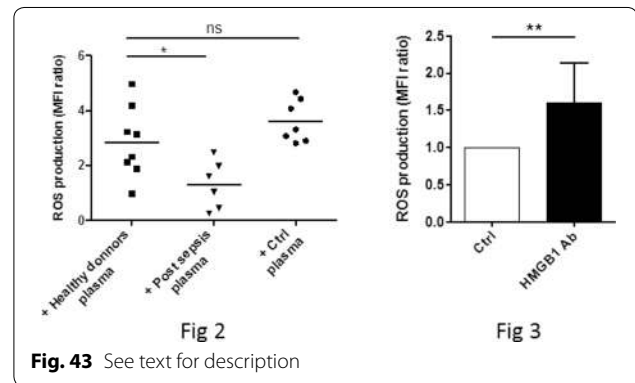 ns
*
ROS production (MFI ratio)
6
4
2
0
+ Healthy donnors
plasma
+ Post sepsis
plasma
+ Ctrl
plasma
Fig 2
**
ROS production (MFI ratio)
2.5
2.0
1.5
1.0
0.5
0.0
Ctrl
HMGB1 Ab
Fig 3
Fig. 43 See text for description